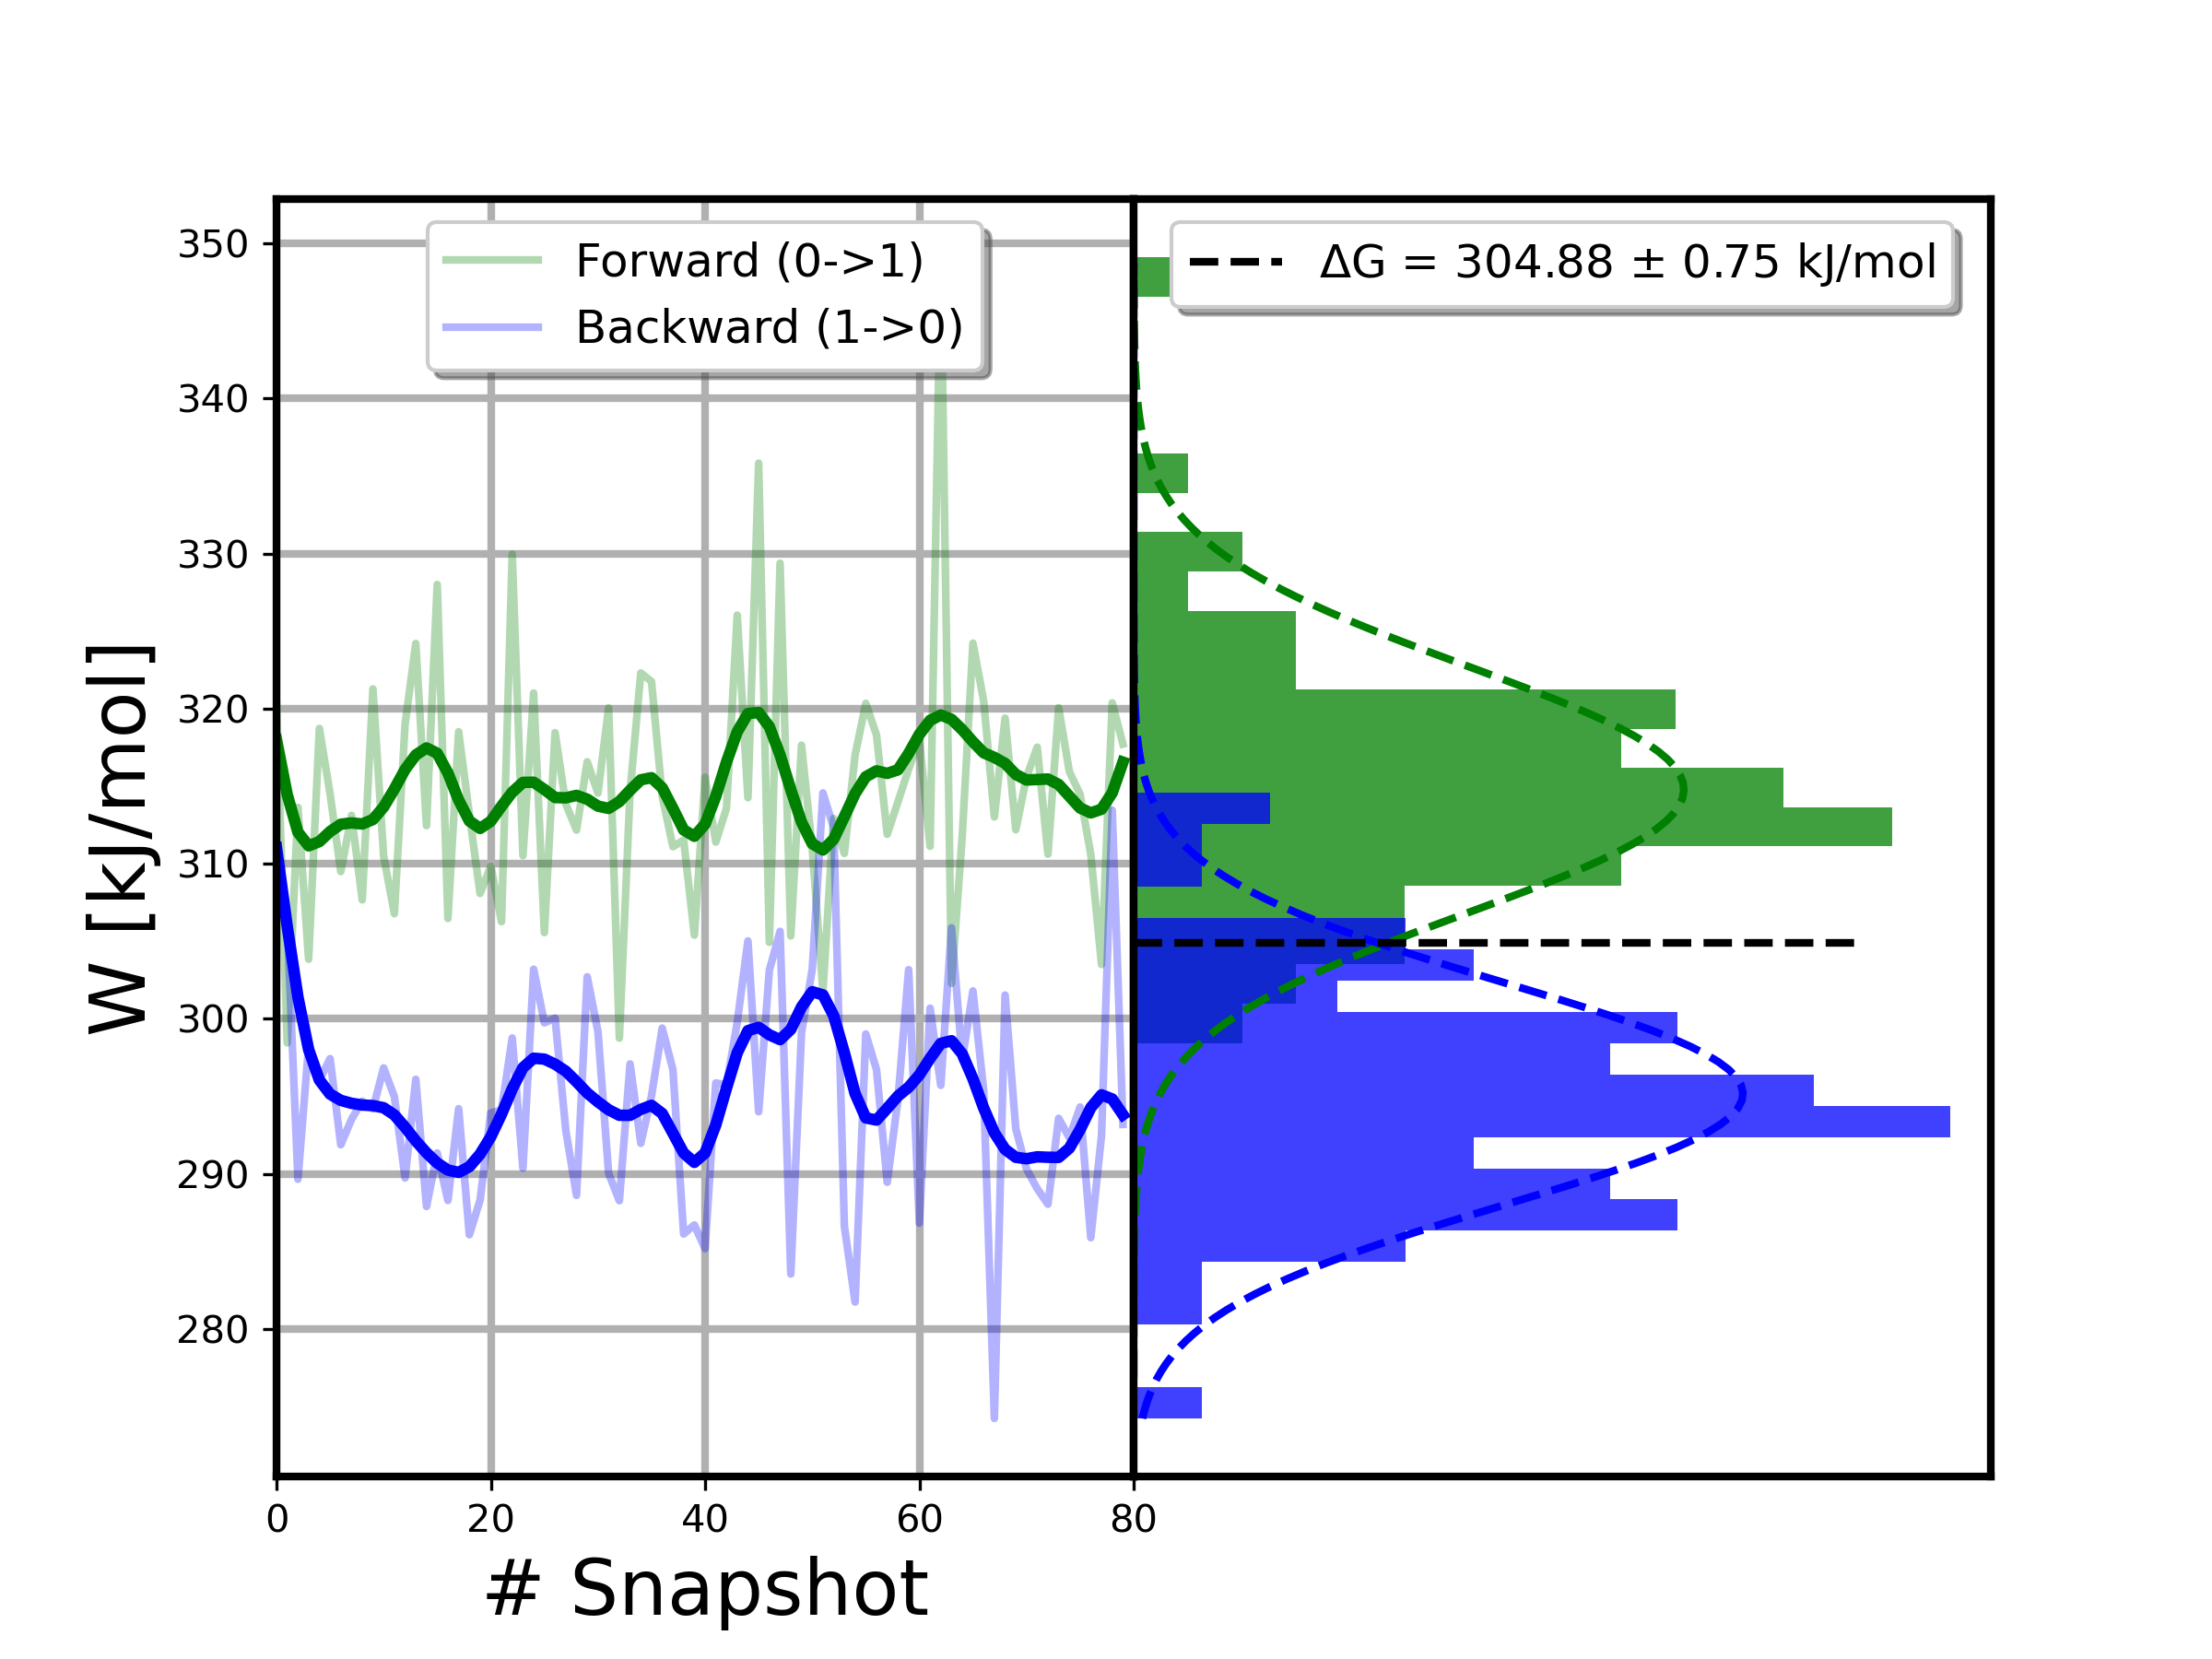 Forward (0->1)
Backward (1->0)
ΔG = 304.88 ± 0.75 kJ/mol
W [kJ/mol]
350
340
330
320
310
300
290
280
0 20 40 60 80
# Snapshot